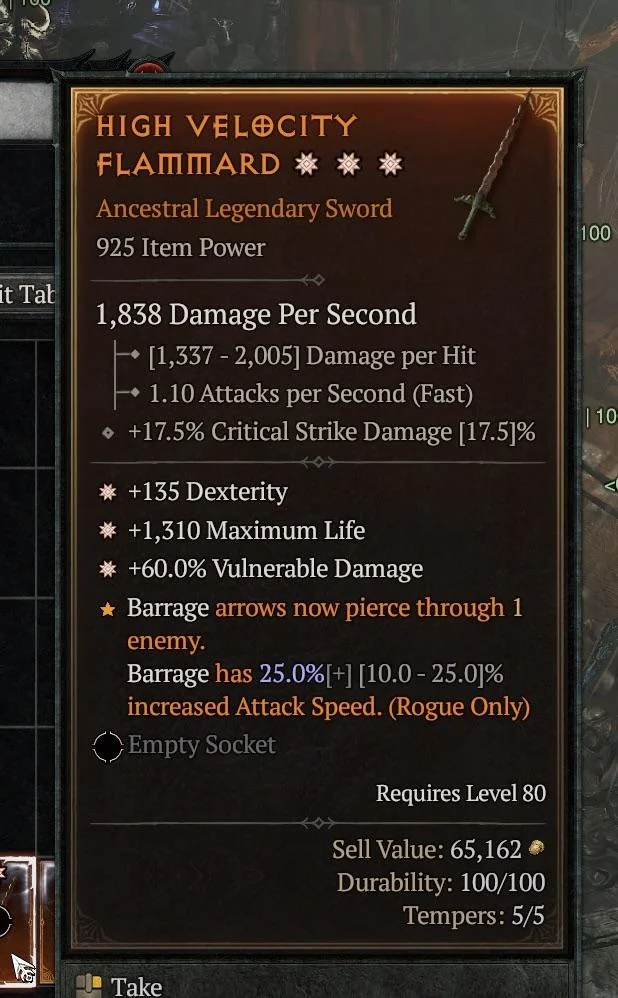 100
HIGH VELOCITY
FLAMMARD
Ancestral Legendary Sword
925 Item Power
100
it Tab
1,838 Damage Per Second
[1,337 - 2,005] Damage per Hit
1.10 Attacks per Second (Fast)
| 10
+17.5% Critical Strike Damage [17.5]%
+135 Dexterity
+1,310 Maximum Life
+60.0% Vulnerable Damage
Barrage arrows now pierce through 1
enemy.
Barrage has 25.0%[+] [10.0 - 25.0]%
increased Attack Speed. (Rogue Only)
Empty Socket
Requires Level 80
Sell Value: 65,162
Durability: 100/100
Tempers: 5/5
Take